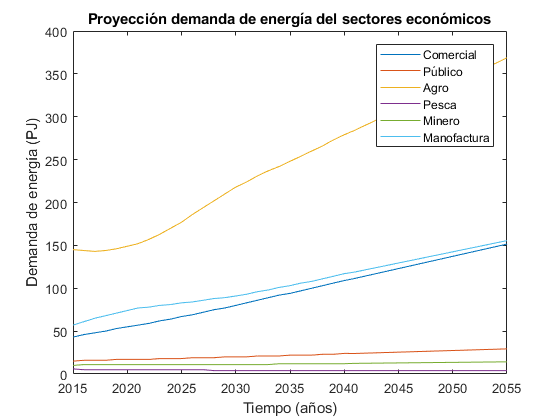 Proyección demanda de energía del sectores económicos
400
350
300
250
200
150
100
50
0
Demanda de energía (PJ)
Comercial
Público
Agro
Pesca
Minero
Manofactura
2015 2020 2025 2030 2035 2040 2045 2050 2055
Tiempo (años)